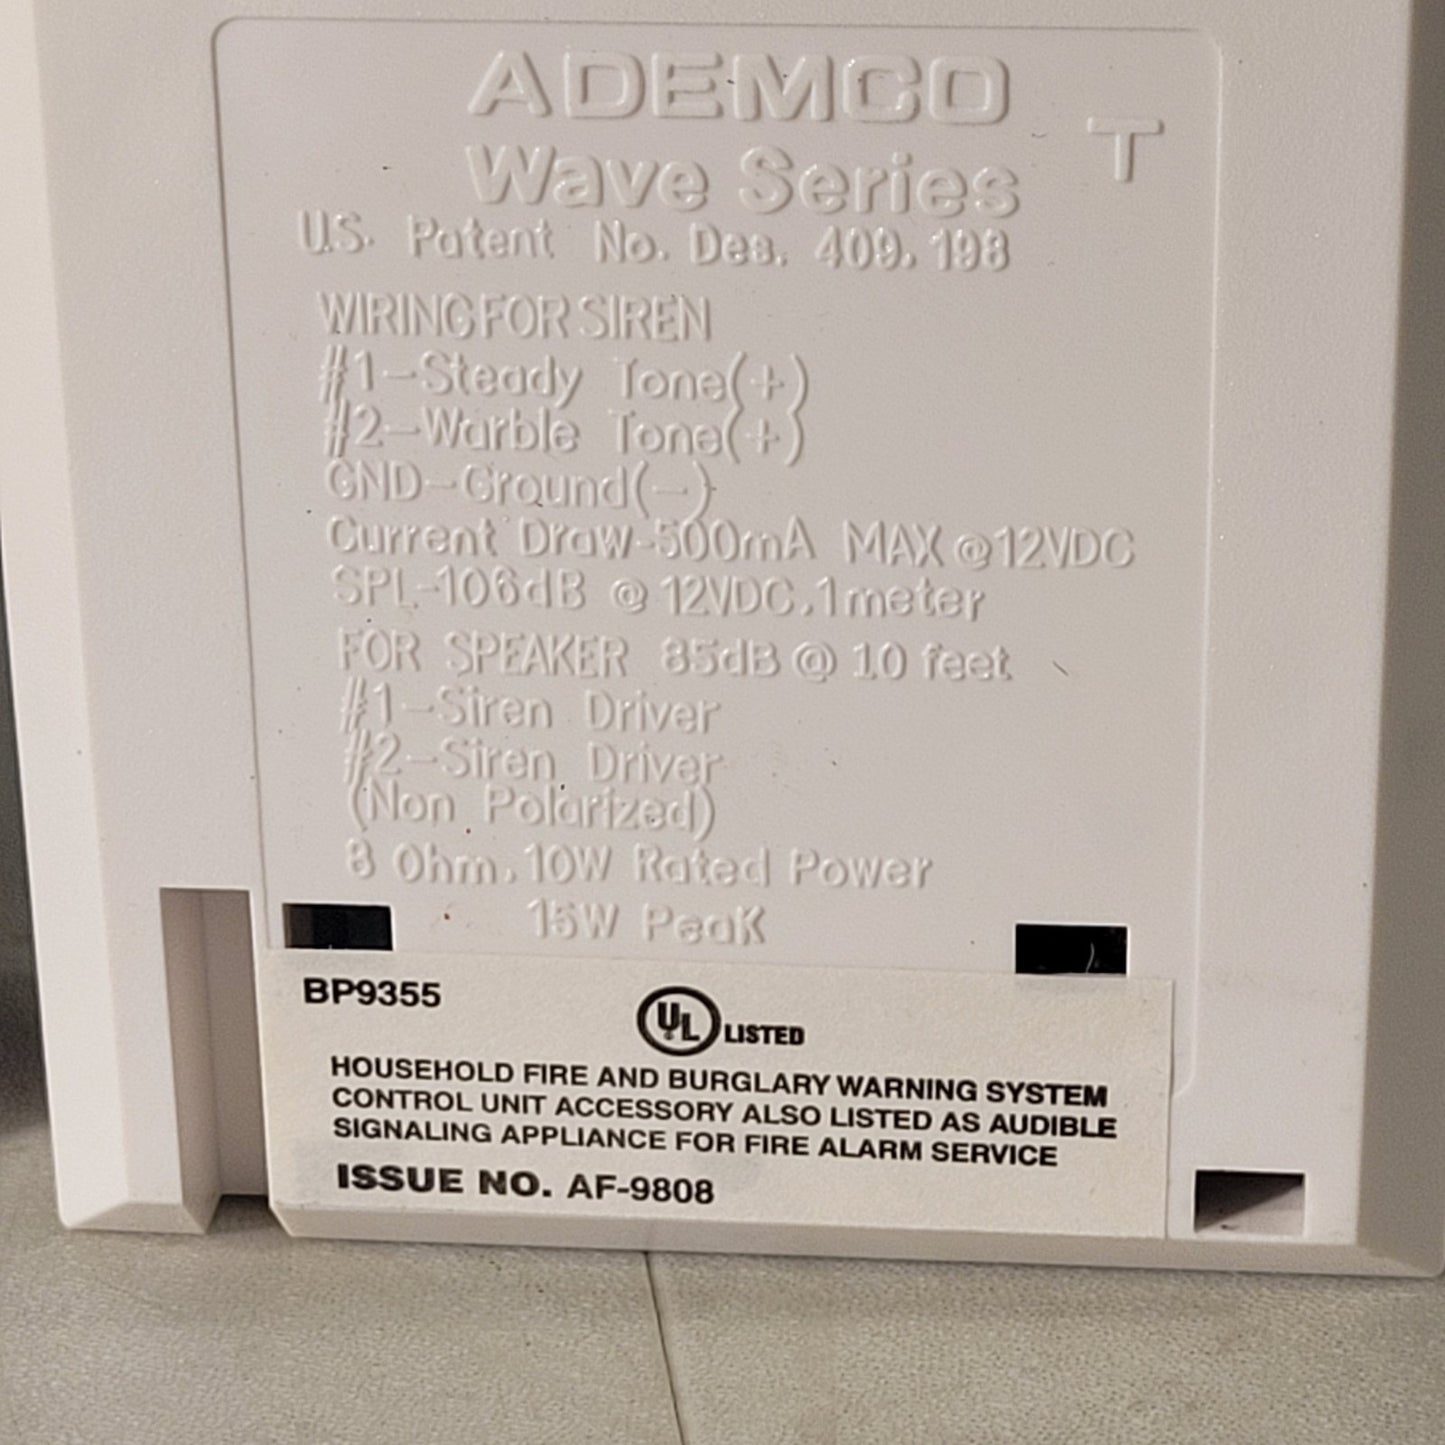 ADEMCO
T
Wave Series
U.S. Patent No. Des. 409,198
WIRING FOR SIREN
#1-Steady Tone(+)
#2-Warble Tone(+)
GND-Ground(-)
Current Draw-500mA MAX @12VDC
SPL-106dB @ 12VDC,1meter
FOR SPEAKER 85dB @ 10 feet
#1-Siren Driver
#2-Siren Driver
(Non Polarized)
8 Ohm, 10W Rated Power
15W Peak
BP9355
UL LISTED
HOUSEHOLD FIRE AND BURGLARY WARNING SYSTEM
CONTROL UNIT ACCESSORY ALSO LISTED AS AUDIBLE
SIGNALING APPLIANCE FOR FIRE ALARM SERVICE
ISSUE NO. AF-9808